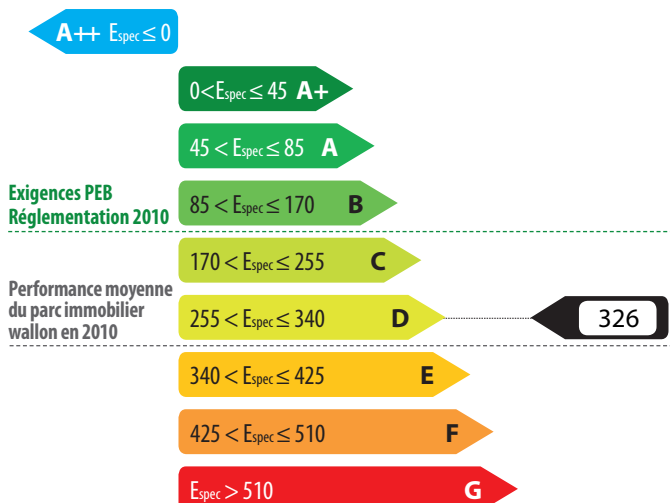 A++ Espec ≤ 0
0<Espec ≤ 45 A+
45 < Espec ≤ 85 A
Exigences PEB
Réglementation 2010
85 < Espec ≤ 170 B
170 < Espec ≤ 255 C
Performance moyenne
du parc immobilier
wallon en 2010
255 < Espec ≤ 340 D
326
340 < Espec ≤ 425 E
425 < Espec ≤ 510 F
Espec > 510 G